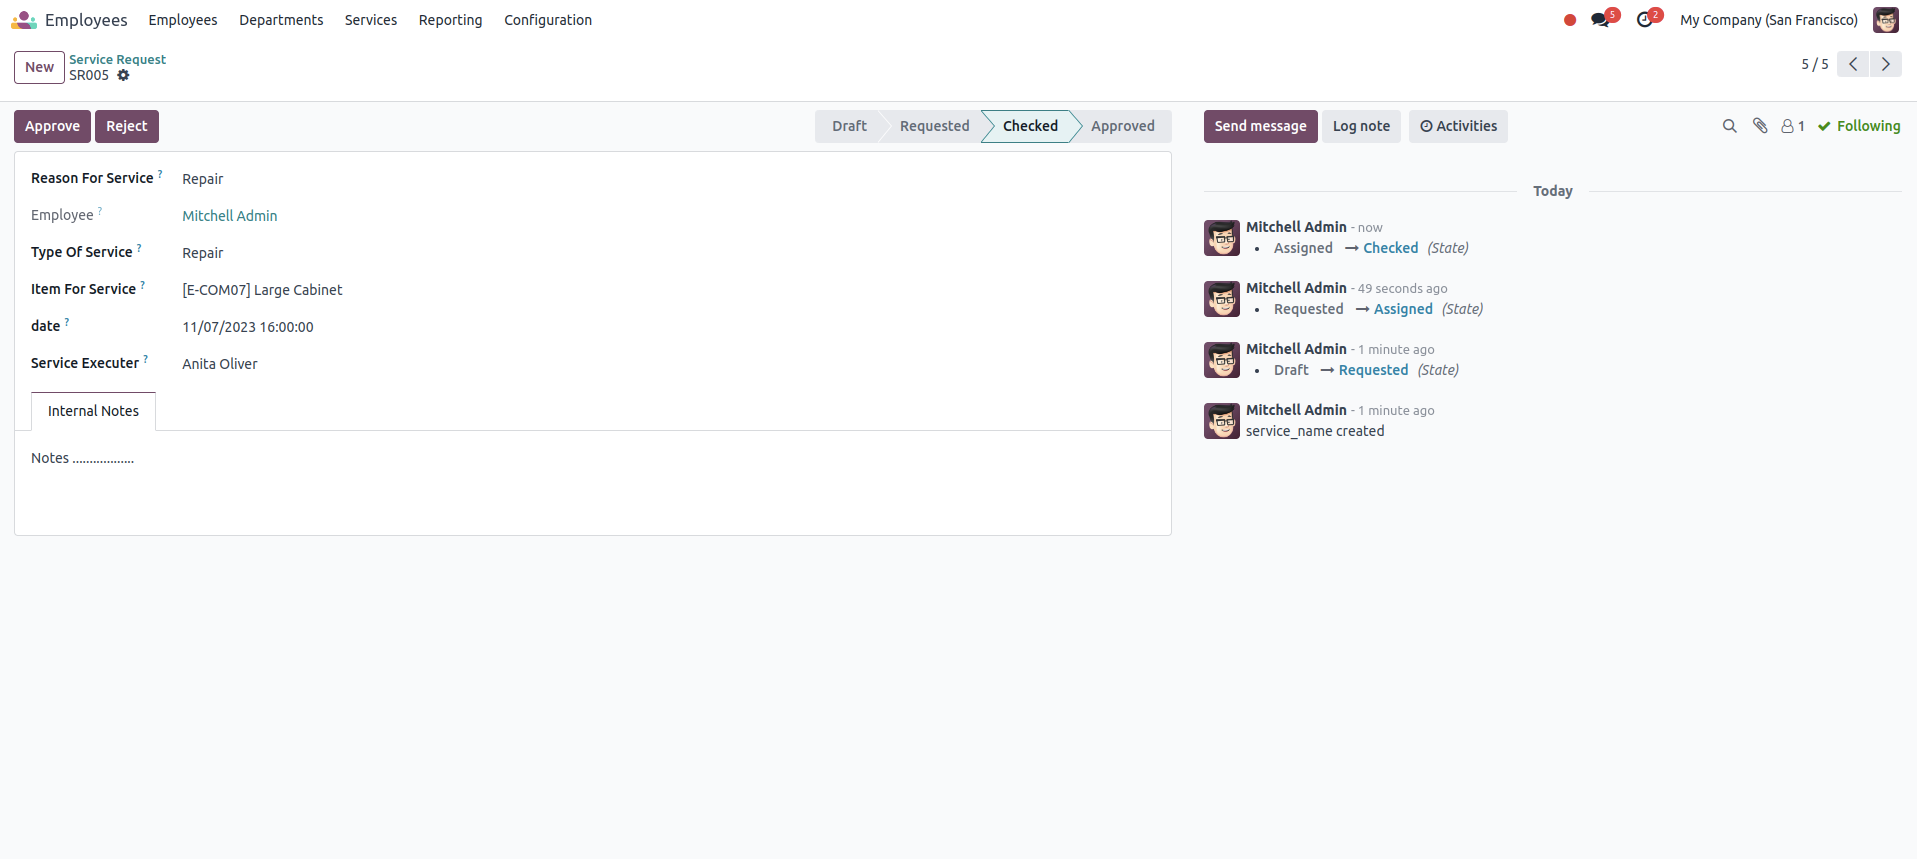 Employees Employees Departments Services Reporting Configuration 5 2 My Company (San Francisco)
New Service Request
SR005
5 / 5
Approve Reject Draft Requested Checked Approved Send message Log note Activities 1 Following
Reason For Service ? Repair
Employee ? Mitchell Admin
Type Of Service ? Repair
Item For Service ? [E-COM07] Large Cabinet
date ? 11/07/2023 16:00:00
Service Executer ? Anita Oliver
Internal Notes
Notes ..................
Today
Mitchell Admin - now
• Assigned → Checked (State)
Mitchell Admin - 49 seconds ago
• Requested → Assigned (State)
Mitchell Admin - 1 minute ago
• Draft → Requested (State)
Mitchell Admin - 1 minute ago
service_name created